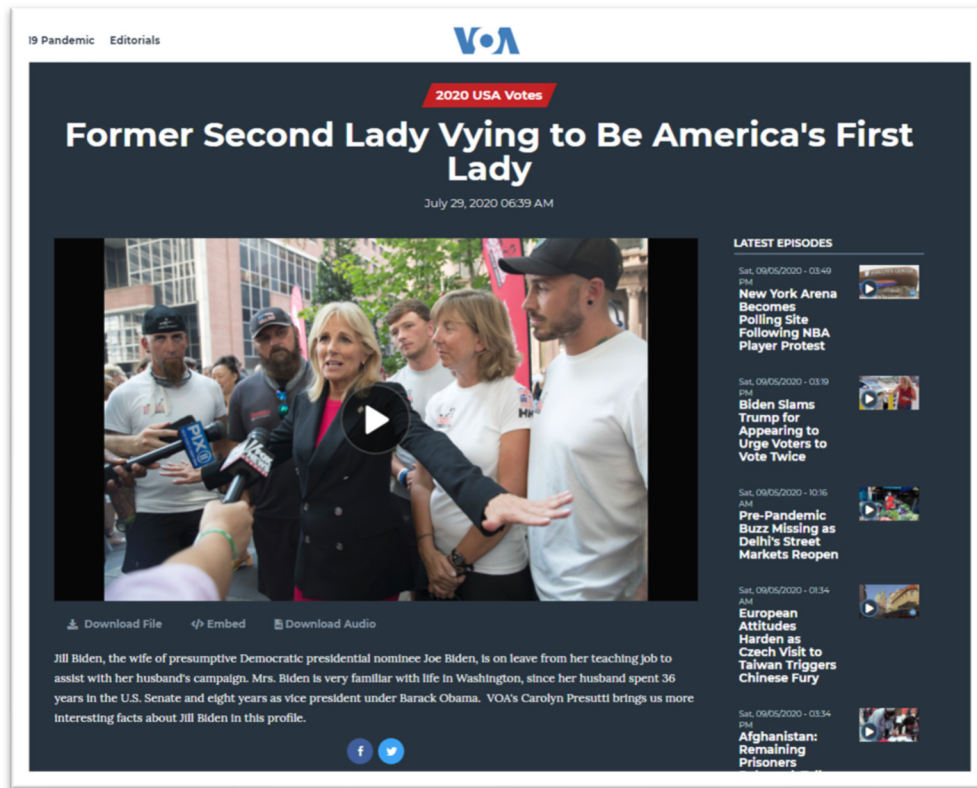 19 Pandemic Editorials
VOA
2020 USA Votes
Former Second Lady Vying to Be America's First
Lady
July 29, 2020 06:39 AM
PIX
Download File </> Embed Download Audio
Jill Biden, the wife of presumptive Democratic presidential nominee Joe Biden, is on leave from her teaching job to
assist with her husband's campaign. Mrs. Biden is very familiar with life in Washington, since her husband spent 36
years in the U.S. Senate and eight years as vice president under Barack Obama. VOA's Carolyn Presutti brings us more
interesting facts about Jill Biden in this profile.
f
LATEST EPISODES
Sat, 09/05/2020 - 03:49
PM
New York Arena
Becomes
Polling Site
Following NBA
Player Protest
Sat, 09/05/2020 - 03:19
PM
Biden Slams
Trump for
Appearing to
Urge Voters to
Vote Twice
Sat, 09/05/2020 - 10:16
AM
Pre-Pandemic
Buzz Missing as
Delhi's Street
Markets Reopen
Sat, 09/05/2020 - 01:34
AM
European
Attitudes
Harden as
Czech Visit to
Taiwan Triggers
Chinese Fury
Sat, 09/05/2020 - 03:34
PM
Afghanistan:
Remaining
Prisoners